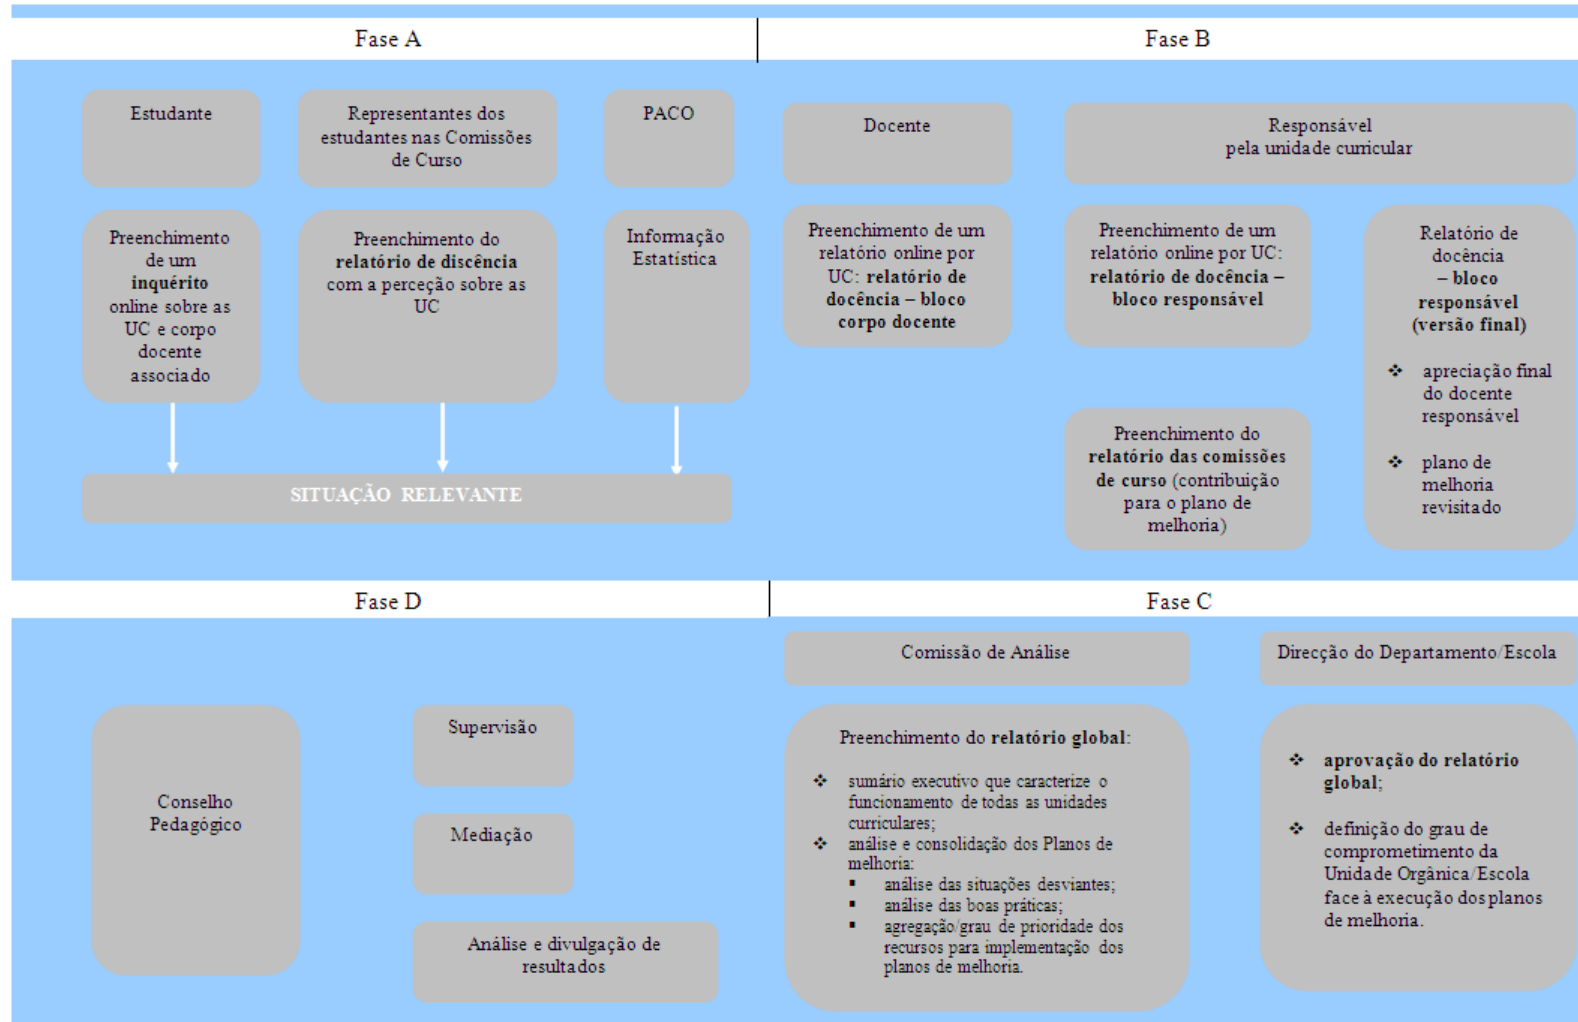 Fase A
Fase B
Estudante
Representantes dos
estudantes nas Comissões
de Curso
PACO
Docente
Responsável
pela unidade curricular
Preenchimento
de um
inquérito
online sobre as
UC e corpo
docente
associado
Preenchimento do
relatório de discência
com a perceção sobre as
UC
Informação
Estatística
Preenchimento de um
relatório online por
UC: relatório de
docência – bloco
corpo docente
Preenchimento de um
relatório online por UC:
relatório de docência –
bloco responsável
Relatório de
docência
– bloco
responsável
(versão final)
❖ apreciação final
do docente
responsável
❖ plano de
melhoria
revisitado
Preenchimento do
relatório das comissões
de curso (contribuição
para o plano de
melhoria)
SITUAÇÃO RELEVANTE
Fase D
Fase C
Conselho
Pedagógico
Supervisão
Mediação
Análise e divulgação de
resultados
Comissão de Análise
Direcção do Departamento/Escola
Preenchimento do relatório global:
❖ sumário executivo que caracterize o
funcionamento de todas as unidades
curriculares;
❖ análise e consolidação dos Planos de
melhoria:
▪ análise das situações desviantes;
▪ análise das boas práticas;
▪ agregação/grau de prioridade dos
recursos para implementação dos
planos de melhoria.
❖ aprovação do relatório
global;
❖ definição do grau de
comprometimento da
Unidade Orgânica/Escola
face à execução dos planos
de melhoria.